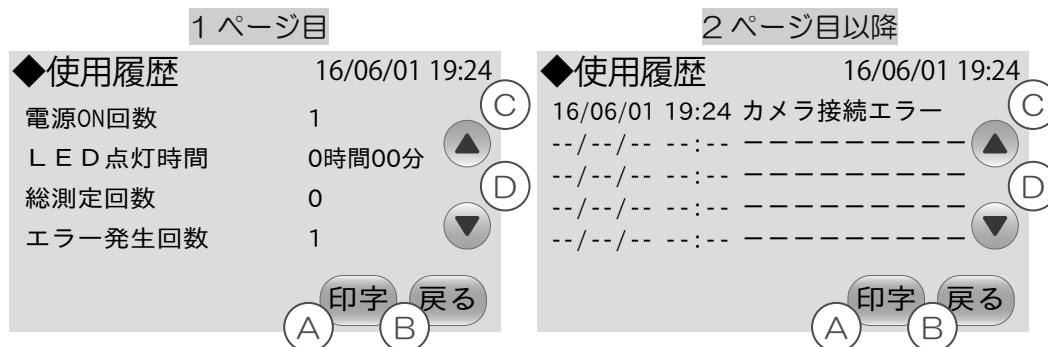 1ページ目
◆使用履歴 16/06/01 19:24
電源ON回数 1
LED点灯時間 0時間00分
総測定回数 0
エラー発生回数 1
C
▲
D
▼
印字 戻る
A B
2ページ目以降
◆使用履歴 16/06/01 19:24
16/06/01 19:24 カメラ接続エラー
--/--/-- --:-- ーーーーーーーーー
--/--/-- --:-- ーーーーーーーーー
--/--/-- --:-- ーーーーーーーーー
--/--/-- --:-- ーーーーーーーーー
C
▲
D
▼
印字 戻る
A B